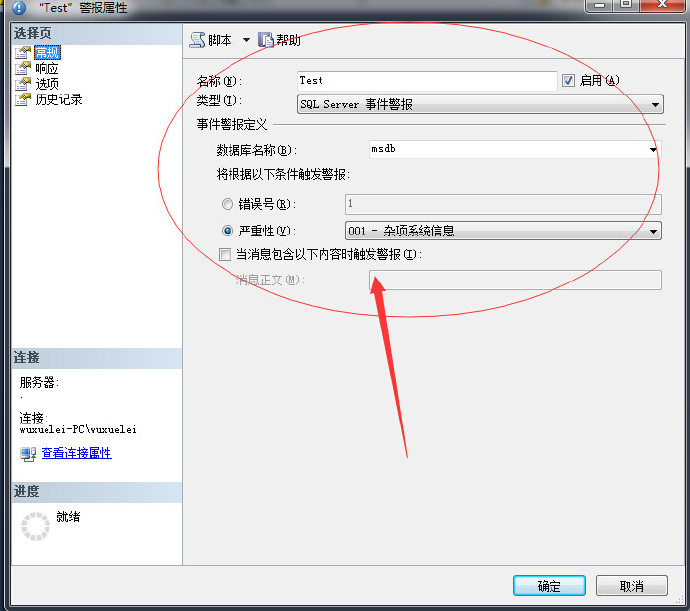 "Test" 警报属性
选择页
常规
响应
选项
历史记录
脚本
帮助
名称(N):
Test
启用(A)
类型(T):
SQL Server 事件警报
事件警报定义
数据库名称(B):
msdb
将根据以下条件触发警报:
错误号(R):
1
严重性(V):
001 - 杂项系统信息
当消息包含以下内容时触发警报(I):
消息正文(M):
连接
服务器:
.
连接:
wuxuelei-PC\wuxuelei
查看连接属性
进度
就绪
确定
取消